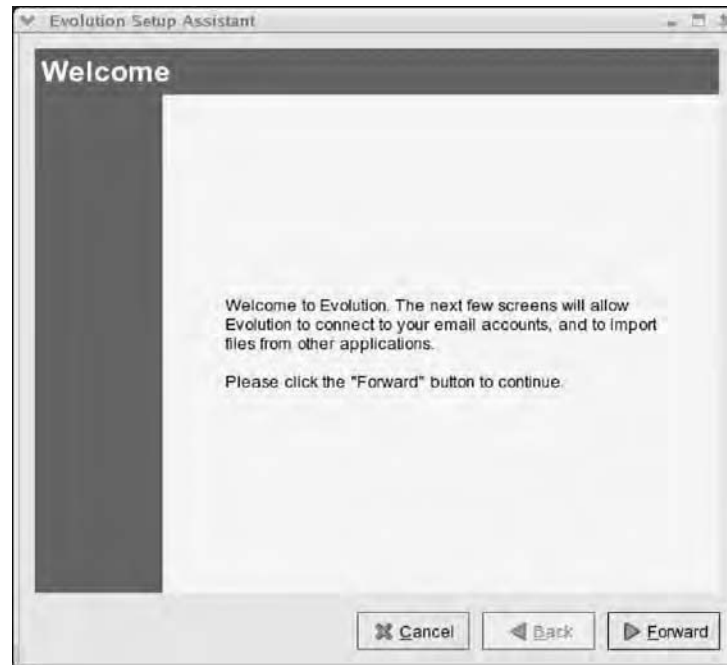 Evolution Setup Assistant
Welcome
Welcome to Evolution. The next few screens will allow
Evolution to connect to your email accounts, and to import
files from other applications.
Please click the "Forward" button to continue.
Cancel
Back
Forward